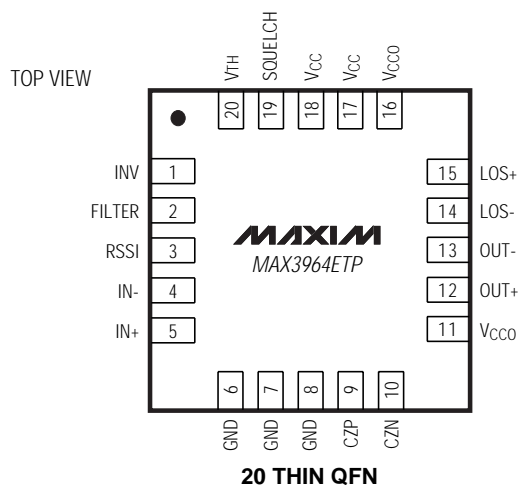 TOP VIEW
VTH
SQUELCH
VCC
VCC
VCCO
20
19
18
17
16
INV 1
FILTER 2
RSSI 3
IN- 4
IN+ 5
MAXIM
MAX3964ETP
15 LOS+
14 LOS-
13 OUT-
12 OUT+
11 VCCO
6
7
8
9
10
GND
GND
GND
CZP
CZN
20 THIN QFN